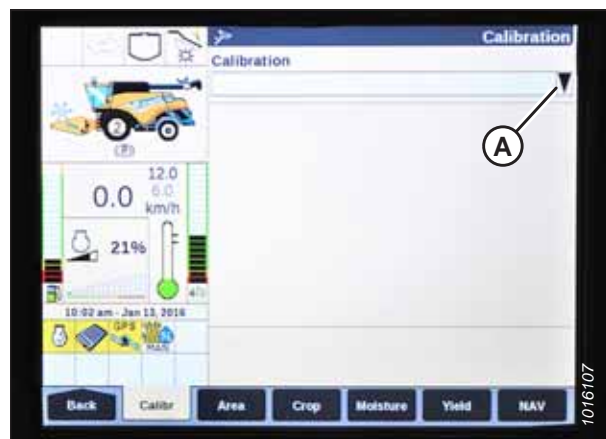 Calibration
Calibration
A
2
(P)
12.0
6.0
0.0 km/h
21%
10:02 am - Jan 13, 2016
GPS
MAN
Back Calibr Area Crop Moisture Yield NAV
1016107